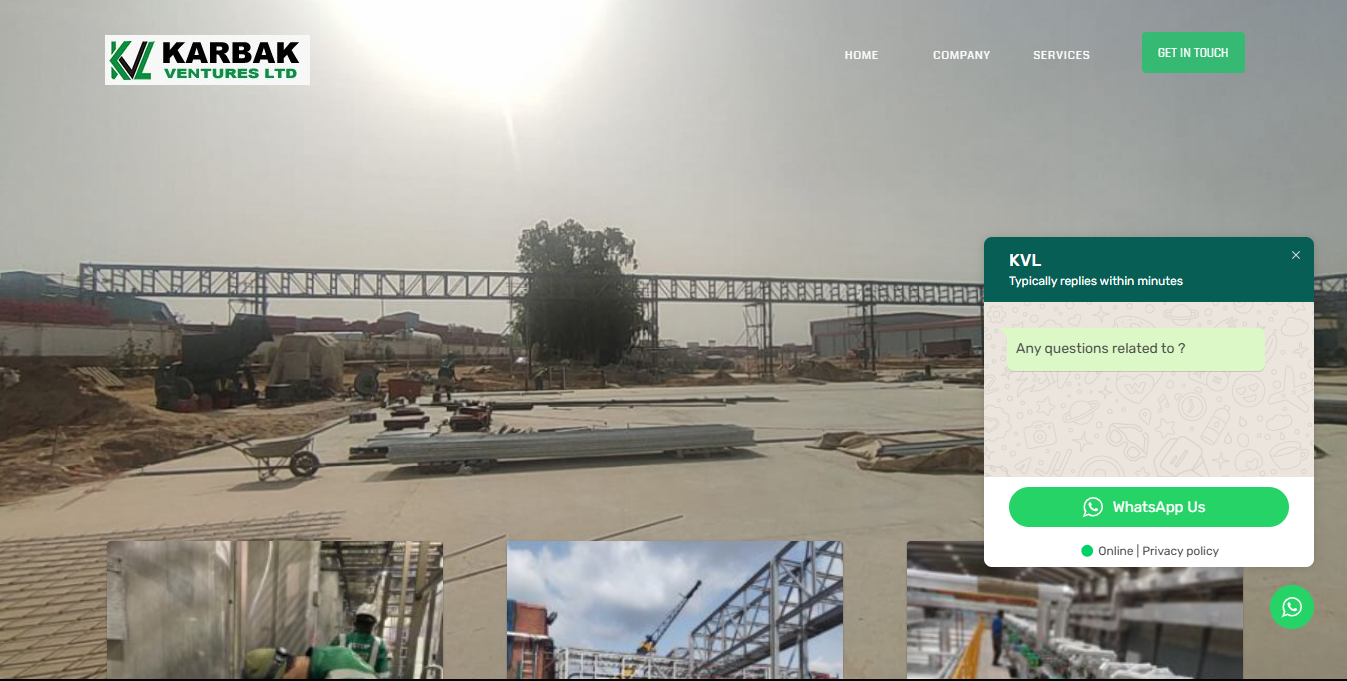 KARBAK
VENTURES LTD
HOME
COMPANY
SERVICES
GET IN TOUCH
KVL
Typically replies within minutes
Any questions related to ?
WhatsApp Us
Online | Privacy policy